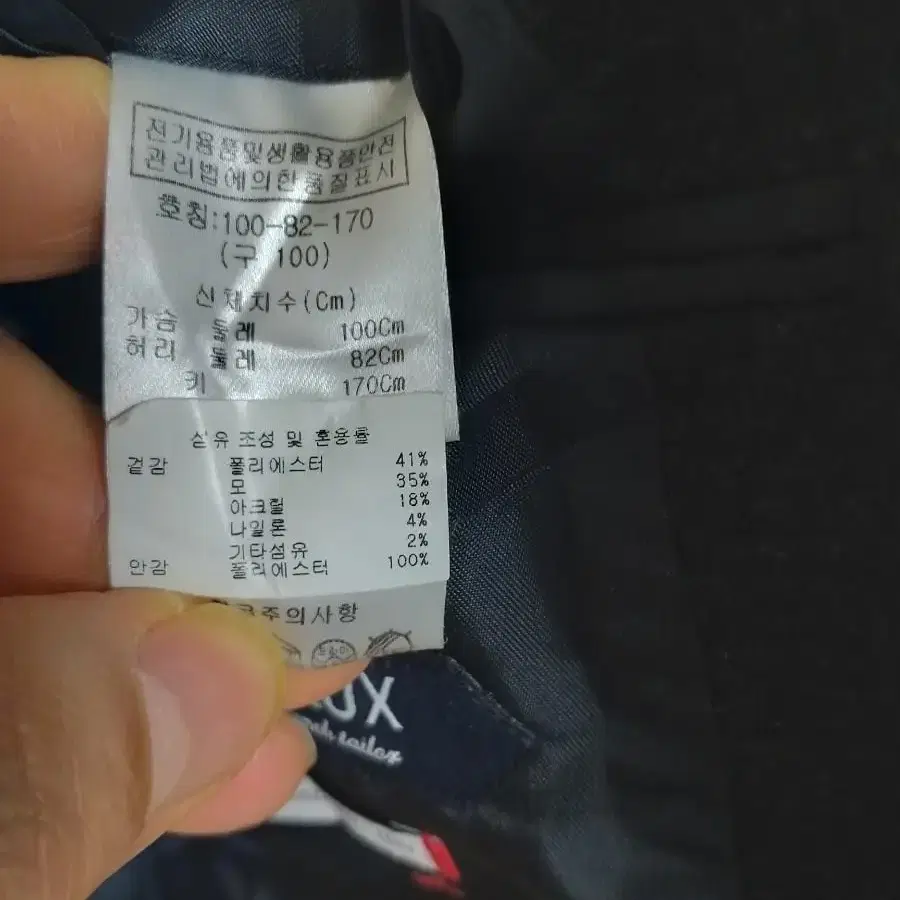 전기용품및생활용품안전
관리법에의한품질표시
호칭:100-82-170
(구 100)
신체치수(Cm)
가슴 둘레 100Cm
허리 둘레 82Cm
키 170Cm
섬유 조성 및 혼용률
겉감 폴리에스터 41%
모 35%
아크릴 18%
나일론 4%
기타섬유 2%
안감 폴리에스터 100%
주의사항
tailor